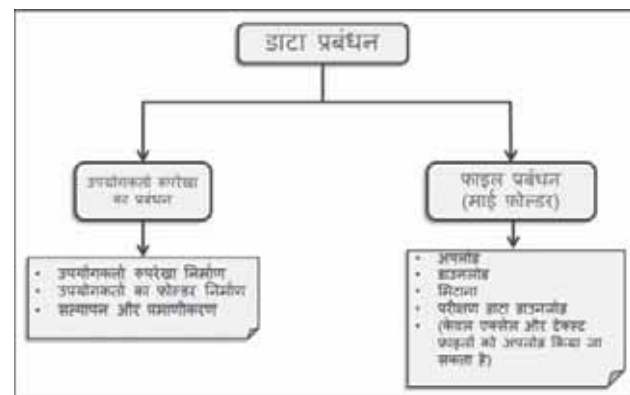 डाटा प्रबंधन
उपयोगकर्ता रूपरेखा
का प्रबंधन
फाइल प्रबंधन
(माई फोल्डर)
• उपयोगकर्ता रूपरेखा निर्माण
• उपयोगकर्ता का फोल्डर निर्माण
• सत्यापन और प्रमाणीकरण
• अपलोड
• डाउनलोड
• मिटाना
• परीक्षण डाटा डाउनलोड
• (केवल एक्सेल और टेक्स्ट
फ़ाइलों को अपलोड किया जा
सकता है)